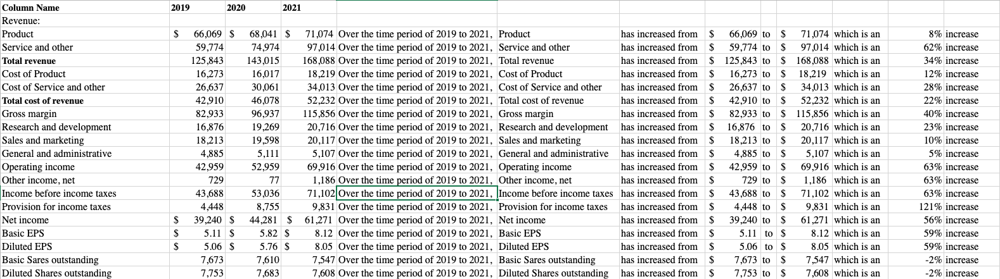 Column Name 2019 2020 2021
Revenue:
Product $ 66,069 $ 68,041 $ 71,074 Over the time period of 2019 to 2021, Product has increased from $ 66,069 to $ 71,074 which is an 8% increase
Service and other 59,774 74,974 97,014 Over the time period of 2019 to 2021, Service and other has increased from $ 59,774 to $ 97,014 which is an 62% increase
Total revenue 125,843 143,015 168,088 Over the time period of 2019 to 2021, Total revenue has increased from $ 125,843 to $ 168,088 which is an 34% increase
Cost of Product 16,273 16,017 18,219 Over the time period of 2019 to 2021, Cost of Product has increased from $ 16,273 to $ 18,219 which is an 12% increase
Cost of Service and other 26,637 30,061 34,013 Over the time period of 2019 to 2021, Cost of Service and other has increased from $ 26,637 to $ 34,013 which is an 28% increase
Total cost of revenue 42,910 46,078 52,232 Over the time period of 2019 to 2021, Total cost of revenue has increased from $ 42,910 to $ 52,232 which is an 22% increase
Gross margin 82,933 96,937 115,856 Over the time period of 2019 to 2021, Gross margin has increased from $ 82,933 to $ 115,856 which is an 40% increase
Research and development 16,876 19,269 20,716 Over the time period of 2019 to 2021, Research and development has increased from $ 16,876 to $ 20,716 which is an 23% increase
Sales and marketing 18,213 19,598 20,117 Over the time period of 2019 to 2021, Sales and marketing has increased from $ 18,213 to $ 20,117 which is an 10% increase
General and administrative 4,885 5,111 5,107 Over the time period of 2019 to 2021, General and administrative has increased from $ 4,885 to $ 5,107 which is an 5% increase
Operating income 42,959 52,959 69,916 Over the time period of 2019 to 2021, Operating income has increased from $ 42,959 to $ 69,916 which is an 63% increase
Other income, net 729 77 1,186 Over the time period of 2019 to 2021, Other income, net has increased from $ 729 to $ 1,186 which is an 63% increase
Income before income taxes 43,688 53,036 71,102 Over the time period of 2019 to 2021, Income before income taxes has increased from $ 43,688 to $ 71,102 which is an 63% increase
Provision for income taxes 4,448 8,755 9,831 Over the time period of 2019 to 2021, Provision for income taxes has increased from $ 4,448 to $ 9,831 which is an 121% increase
Net income $ 39,240 $ 44,281 $ 61,271 Over the time period of 2019 to 2021, Net income has increased from $ 39,240 to $ 61,271 which is an 56% increase
Basic EPS $ 5.11 $ 5.82 $ 8.12 Over the time period of 2019 to 2021, Basic EPS has increased from $ 5.11 to $ 8.12 which is an 59% increase
Diluted EPS $ 5.06 $ 5.76 $ 8.05 Over the time period of 2019 to 2021, Diluted EPS has increased from $ 5.06 to $ 8.05 which is an 59% increase
Basic Sares outstanding 7,673 7,610 7,547 Over the time period of 2019 to 2021, Basic Sares outstanding has increased from $ 7,673 to $ 7,547 which is an -2% increase
Diluted Shares outstanding 7,753 7,683 7,608 Over the time period of 2019 to 2021, Diluted Shares outstanding has increased from $ 7,753 to $ 7,608 which is an -2% increase